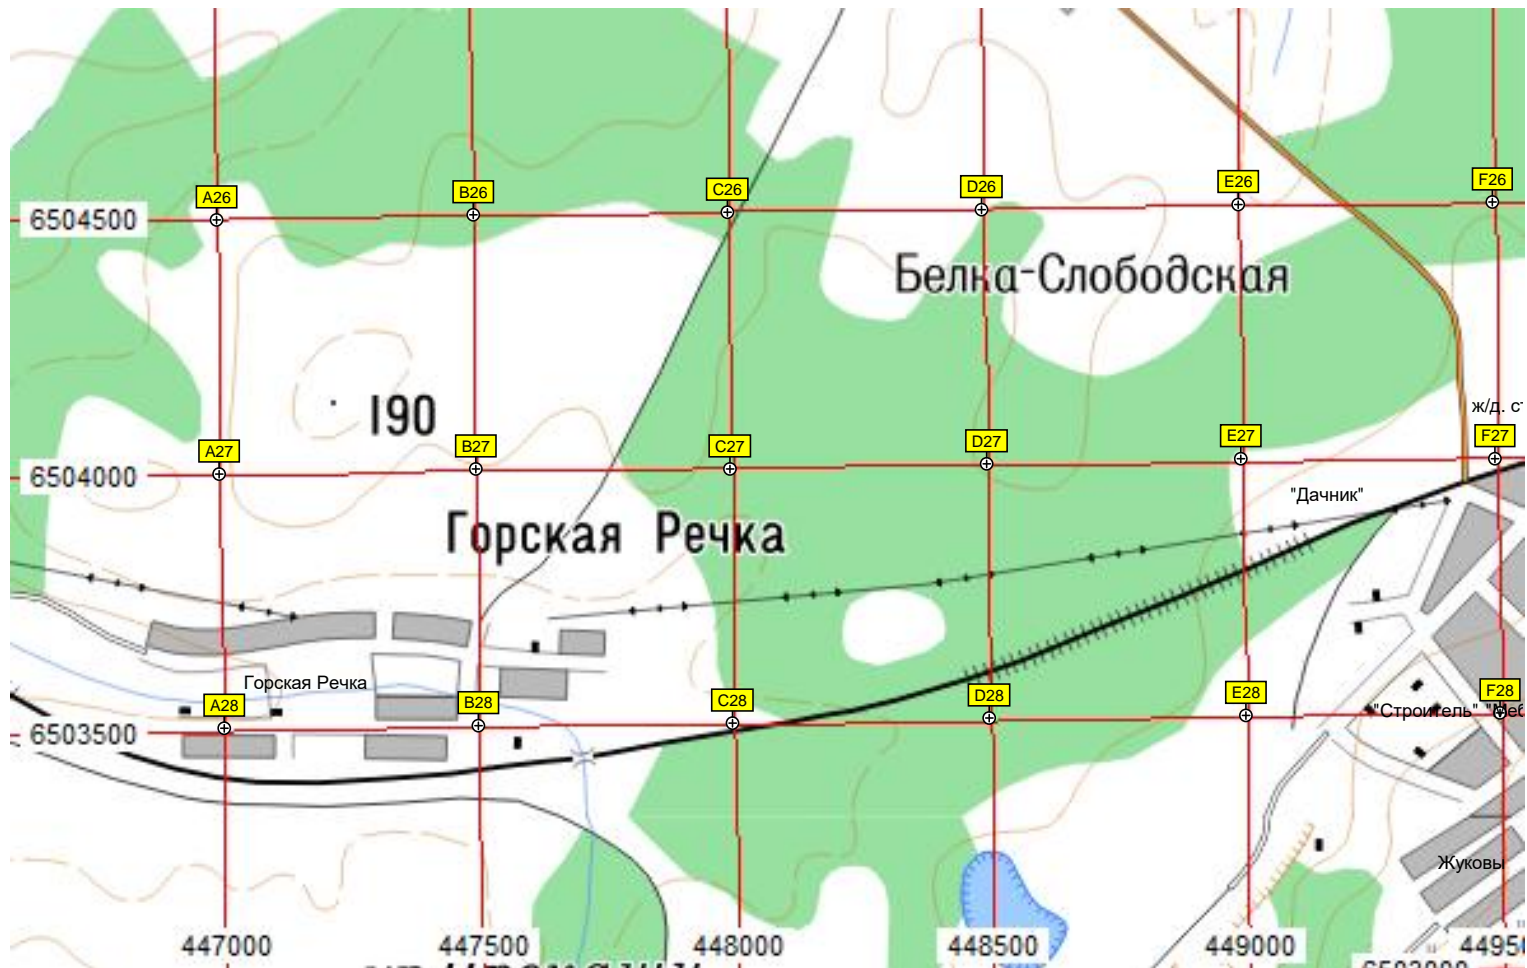 A26 B26 C26 D26 E26 F26
6504500
Белка-Слободская
190
ж/д.
A27 B27 C27 D27 E27 F27
6504000
"Дачник"
Горская Речка
Горская Речка
A28 B28 C28 D28 E28 F28
"Строитель"
6503500
Жуковы
447000 447500 448000 448500 449000